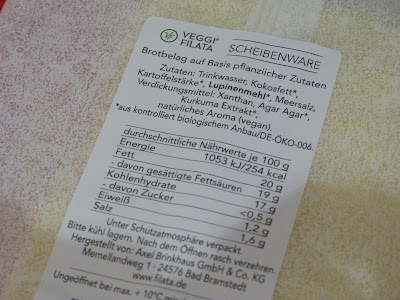 VEGGI®
FILATA SCHEIBENWARE
Brotbelag auf Basis pflanzlicher Zutaten
Zutaten: Trinkwasser, Kokosfett*,
Kartoffelstärke*, Lupinenmehl*, Meersalz,
Verdickungsmittel: Xanthan, Agar Agar*,
Kurkuma Extrakt*,
natürliches Aroma (vegan).
*aus kontrolliert biologischem Anbau/DE-ÖKO-006.
durchschnittliche Nährwerte je 100 g
Energie 1053 kJ/254 kcal
Fett 20 g
- davon gesättigte Fettsäuren 19 g
Kohlenhydrate 17 g
- davon Zucker <0,5 g
Eiweiß 1,2 g
Salz 1,6 g
Unter Schutzatmosphäre verpackt.
Bitte kühl lagern. Nach dem Öffnen rasch verzehren.
Hergestellt von: Axel Brinkhaus GmbH & Co. KG
Memellandweg 1 · 24576 Bad Bramstedt
www.filata.de
Ungeöffnet bei max. + 10°C min